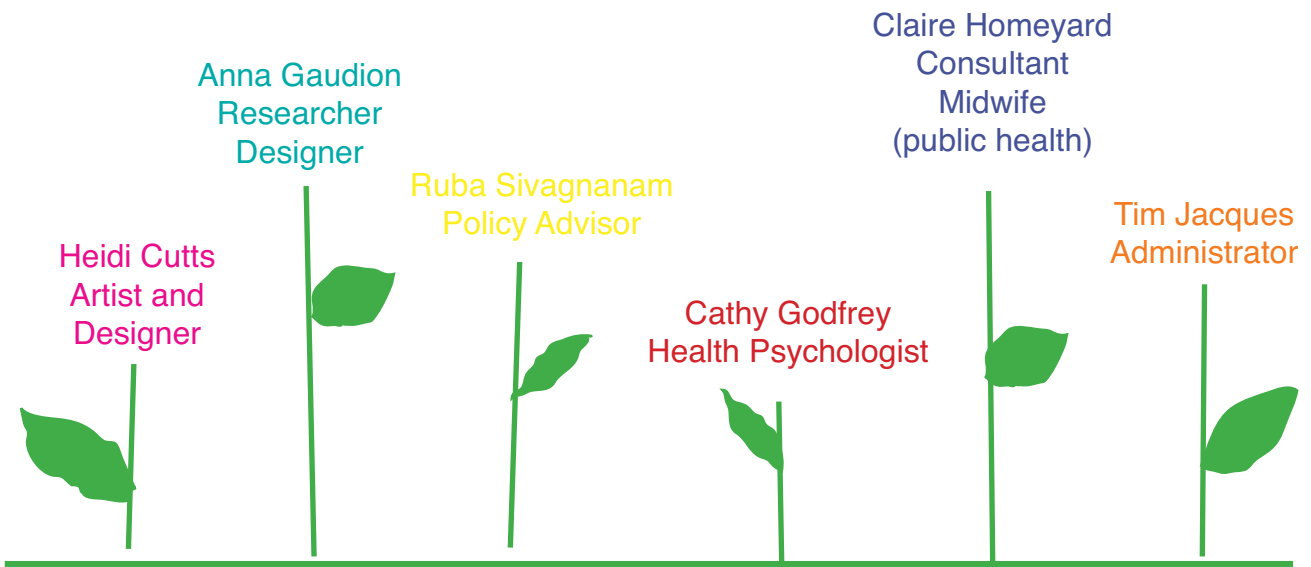 Heidi Cutts
Artist and
Designer
Anna Gaudion
Researcher
Designer
Ruba Sivagnanam
Policy Advisor
Cathy Godfrey
Health Psychologist
Claire Homeyard
Consultant
Midwife
(public health)
Tim Jacques
Administrator